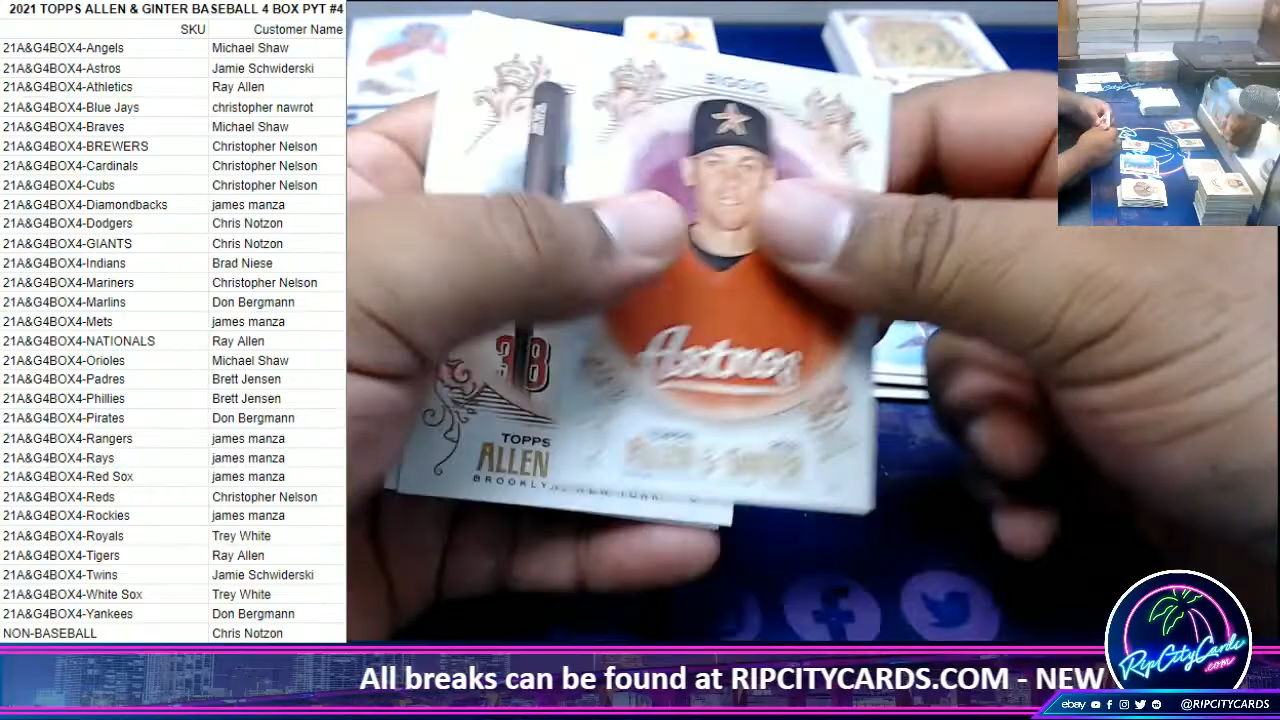 2021 TOPPS ALLEN & GINTER BASEBALL 4 BOX PYT #4
SKU Customer Name
21A&G4BOX4-Angels Michael Shaw
21A&G4BOX4-Astros Jamie Schwiderski
21A&G4BOX4-Athletics Ray Allen
21A&G4BOX4-Blue Jays christopher nawrot
21A&G4BOX4-Braves Michael Shaw
21A&G4BOX4-BREWERS Christopher Nelson
21A&G4BOX4-Cardinals Christopher Nelson
21A&G4BOX4-Cubs Christopher Nelson
21A&G4BOX4-Diamondbacks james manza
21A&G4BOX4-Dodgers Chris Notzon
21A&G4BOX4-GIANTS Chris Notzon
21A&G4BOX4-Indians Brad Niese
21A&G4BOX4-Mariners Christopher Nelson
21A&G4BOX4-Marlins Don Bergmann
21A&G4BOX4-Mets james manza
21A&G4BOX4-NATIONALS Ray Allen
21A&G4BOX4-Orioles Michael Shaw
21A&G4BOX4-Padres Brett Jensen
21A&G4BOX4-Phillies Brett Jensen
21A&G4BOX4-Pirates Don Bergmann
21A&G4BOX4-Rangers james manza
21A&G4BOX4-Rays james manza
21A&G4BOX4-Red Sox james manza
21A&G4BOX4-Reds Christopher Nelson
21A&G4BOX4-Rockies james manza
21A&G4BOX4-Royals Trey White
21A&G4BOX4-Tigers Ray Allen
21A&G4BOX4-Twins Jamie Schwiderski
21A&G4BOX4-White Sox Trey White
21A&G4BOX4-Yankees Don Bergmann
NON-BASEBALL Chris Notzon
BIGGIO
Astros
38
TOPPS
ALLEN
BROOKLYN, NEW YORK
TOPPS
ALLEN & GINTER
All breaks can be found at RIPCITYCARDS.COM - NEW
RipCityCards
.com
ebay @RIPCITYCARDS